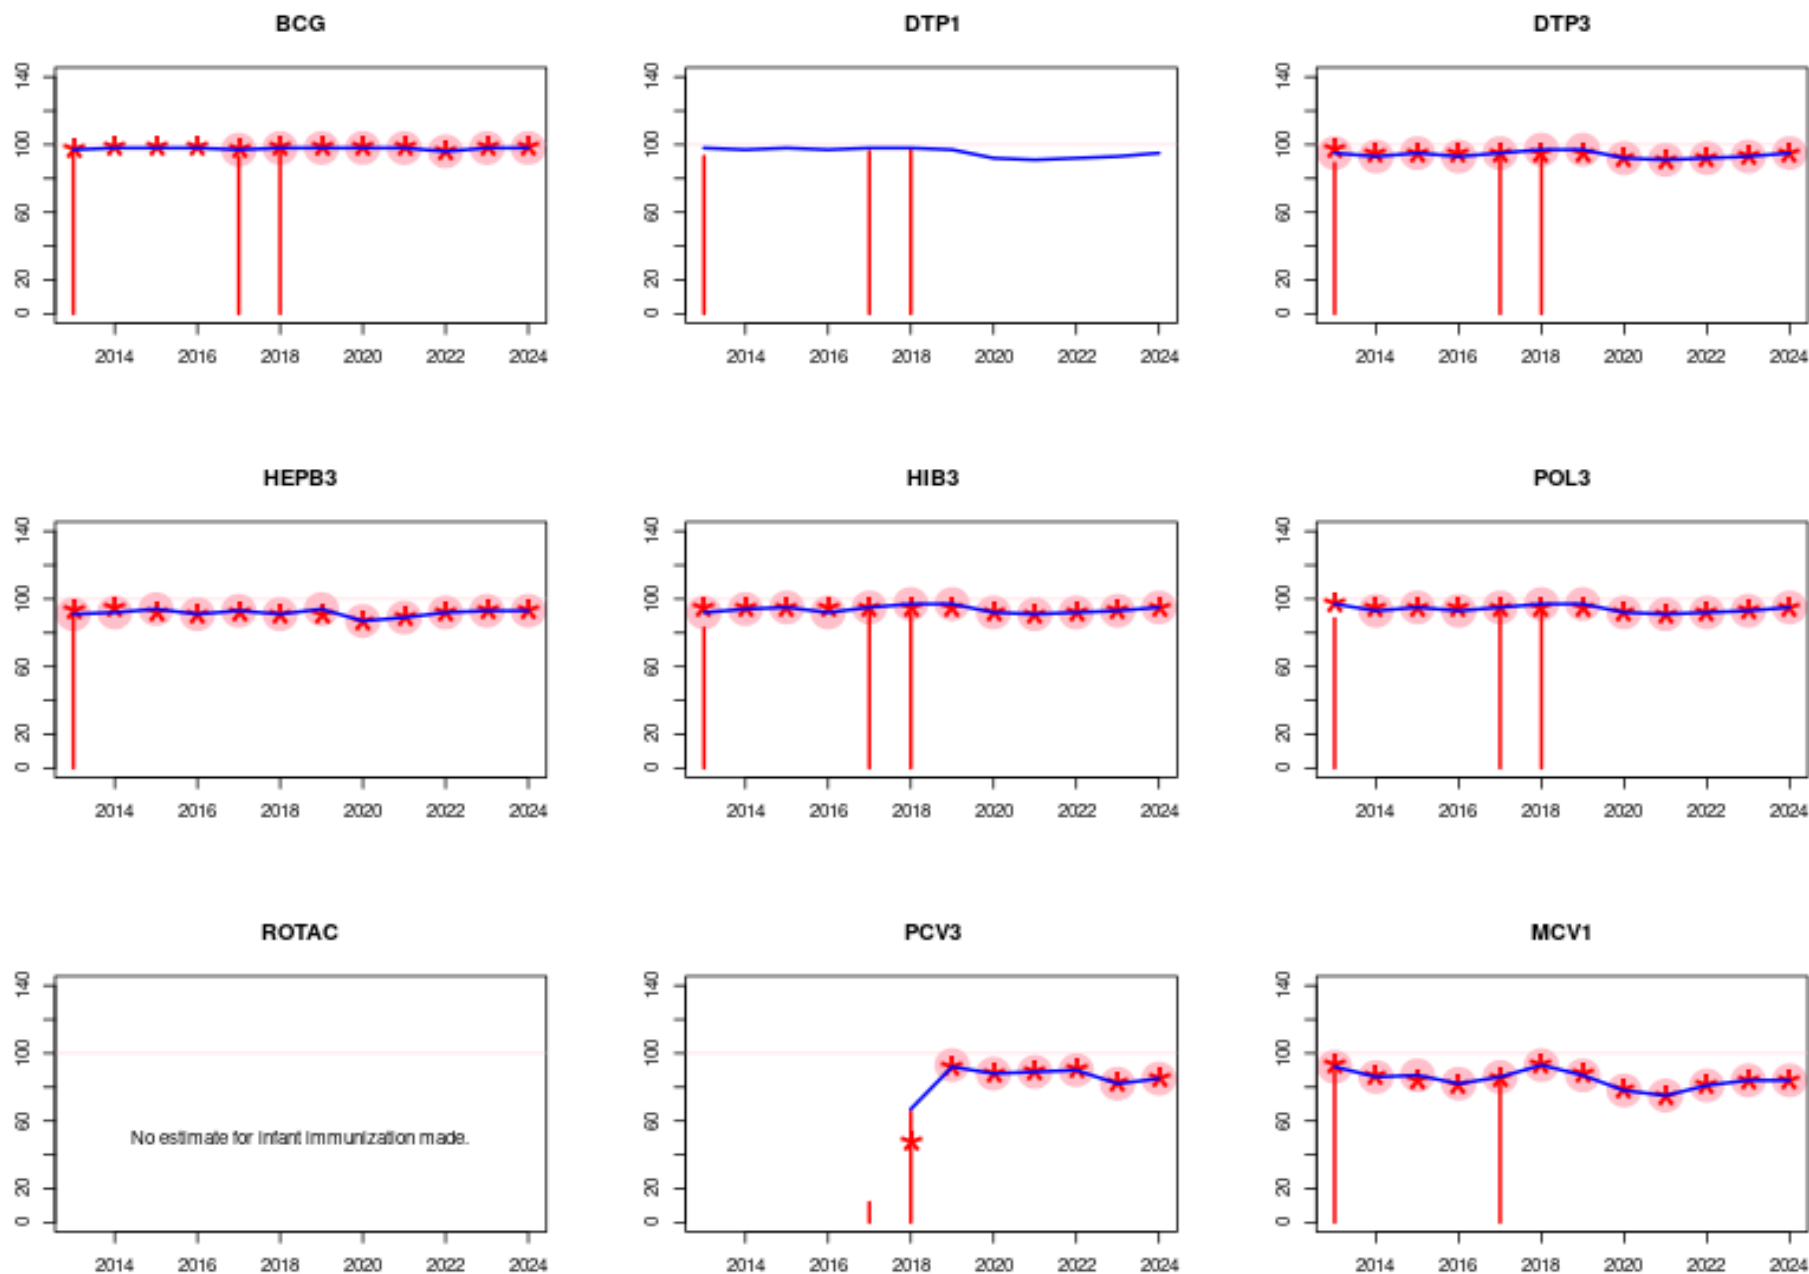 BCG DTP1 DTP3
140 140 140
100 100 100
60 60 60
20 20 20
0 0 0
2014 2016 2018 2020 2022 2024 2014 2016 2018 2020 2022 2024 2014 2016 2018 2020 2022 2024
HEPB3 HIB3 POL3
140 140 140
100 100 100
60 60 60
20 20 20
0 0 0
2014 2016 2018 2020 2022 2024 2014 2016 2018 2020 2022 2024 2014 2016 2018 2020 2022 2024
ROTAC PCV3 MCV1
140 140 140
100 100 100
60 60 60
No estimate for infant immunization made.
20 20 20
0 0 0
2014 2016 2018 2020 2022 2024 2014 2016 2018 2020 2022 2024 2014 2016 2018 2020 2022 2024